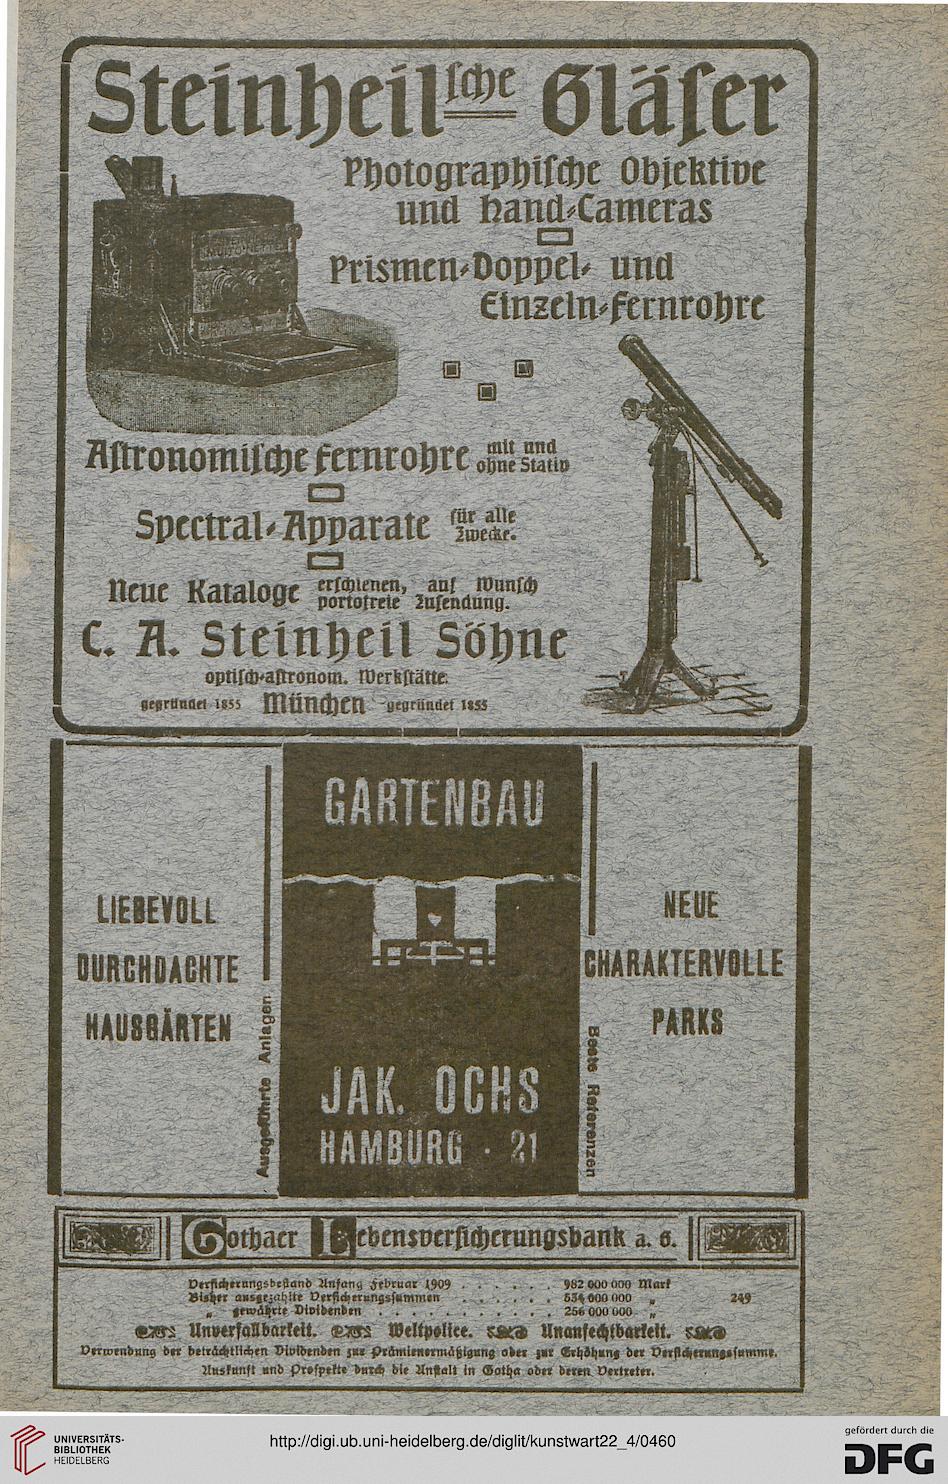 Steinheilſche Gläſer
Photographiſche Objektive
und Hand-Cameras
Prismen-Doppel- und
Einzeln-Fernrohre
Aſtronomiſche Fernrohre mit und
ohne Stativ
Spectral-Apparate für alle
Zwecke.
Neue Kataloge erſchienen, auf Wunſch
portofreie Zuſendung.
C. A. Steinheil Söhne
optiſch-aſtronom. Werkſtätte.
gegründet 1855 München gegründet 1855
GARTENBAU
LIEBEVOLL
DURCHDACHTE
HAUSGÄRTEN
Ausgeführte Anlagen
JAK. OCHS
HAMBURG · 21
Beste Referenzen
NEUE
CHARAKTERVOLLE
PARKS
Gothaer Lebensverſicherungsbank a. G.
Verſicherungsbeſtand Anfang Februar 1909 . . . . . . 982 000 000 Mark
Bisher ausgezahlte Verſicherungsſummen . . . . . . 534 000 000 „ 249
„ gewährte Dividenden . . . . . . . . . . 256 000 000 „
Unverfallbarkeit. Weltpolice. Unanfechtbarkeit.
Verwendung der beträchtlichen Dividenden zur Prämienermäßigung oder zur Erhöhung der Verſicherungsſumme.
Auskunft und Proſpekte durch die Anſtalt in Gotha oder deren Vertreter.
UNIVERSITÄTS-
BIBLIOTHEK
HEIDELBERG
http://digi.ub.uni-heidelberg.de/diglit/kunstwart22_4/0460
gefördert durch die
DFG